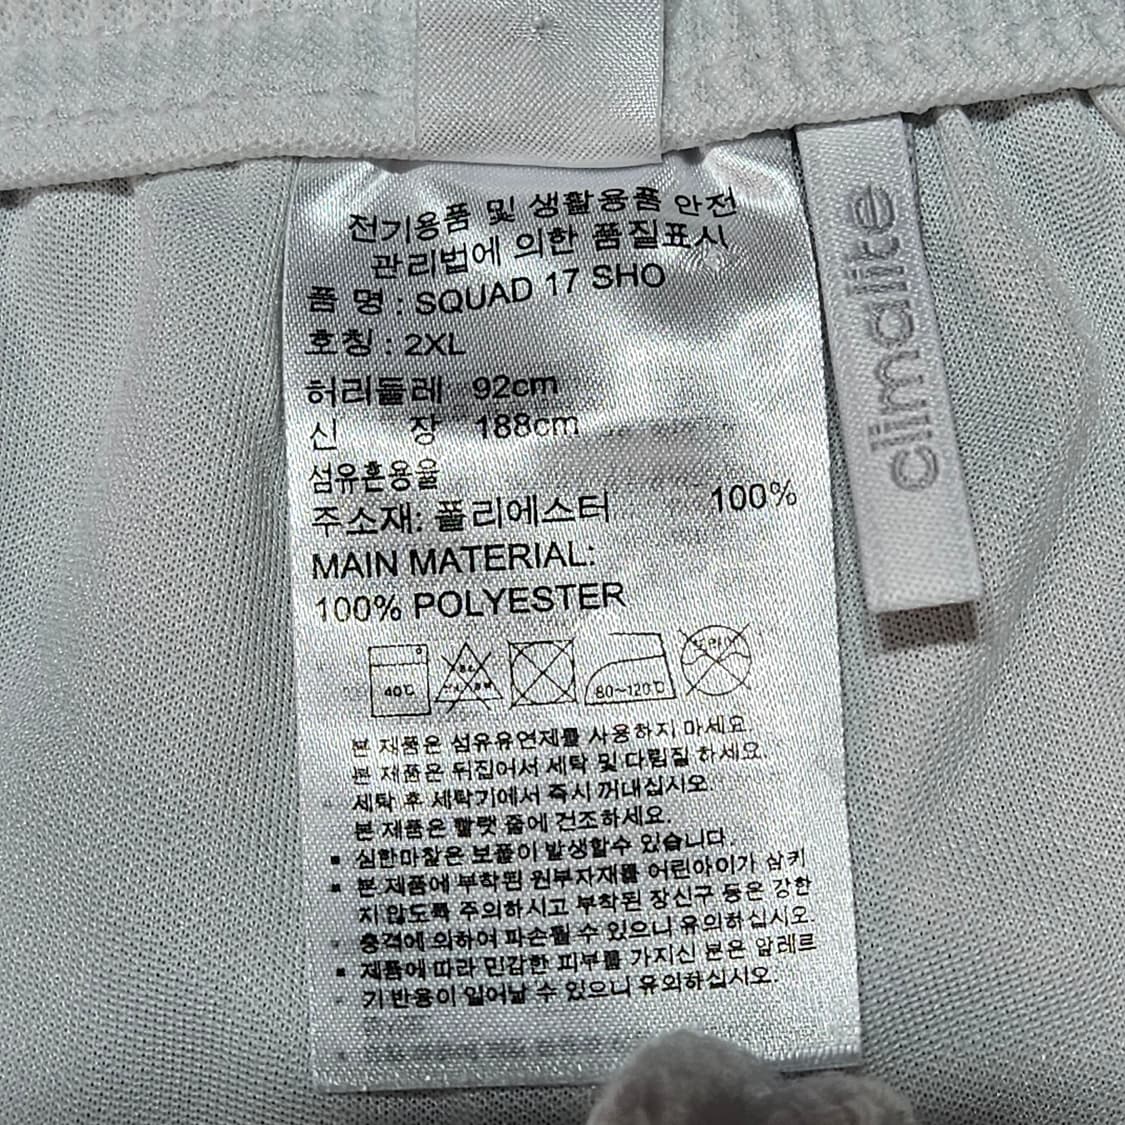 전기용품 및 생활용품 안전
관리법에 의한 품질표시
품 명 : SQUAD 17 SHO
호칭 : 2XL
허리둘레 92cm
신 장 188cm
섬유혼용율
주소재: 폴리에스터 100%
MAIN MATERIAL:
100% POLYESTER
40℃
80~120℃
드라이
본 제품은 섬유유연제를 사용하지 마세요.
본 제품은 뒤집어서 세탁 및 다림질 하세요.
세탁 후 세탁기에서 즉시 꺼내십시오.
본 제품은 빨랫 줄에 건조하세요.
▪ 심한마찰은 보풀이 발생할수 있습니다.
▪ 본 제품에 부착된 원부자재를 어린아이가 삼키
지 않도록 주의하시고 부착된 장신구 등은 강한
충격에 의하여 파손될 수 있으니 유의하십시오.
▪ 제품에 따라 민감한 피부를 가지신 분은 알레르
기 반응이 일어날 수 있으니 유의하십시오.
climalite